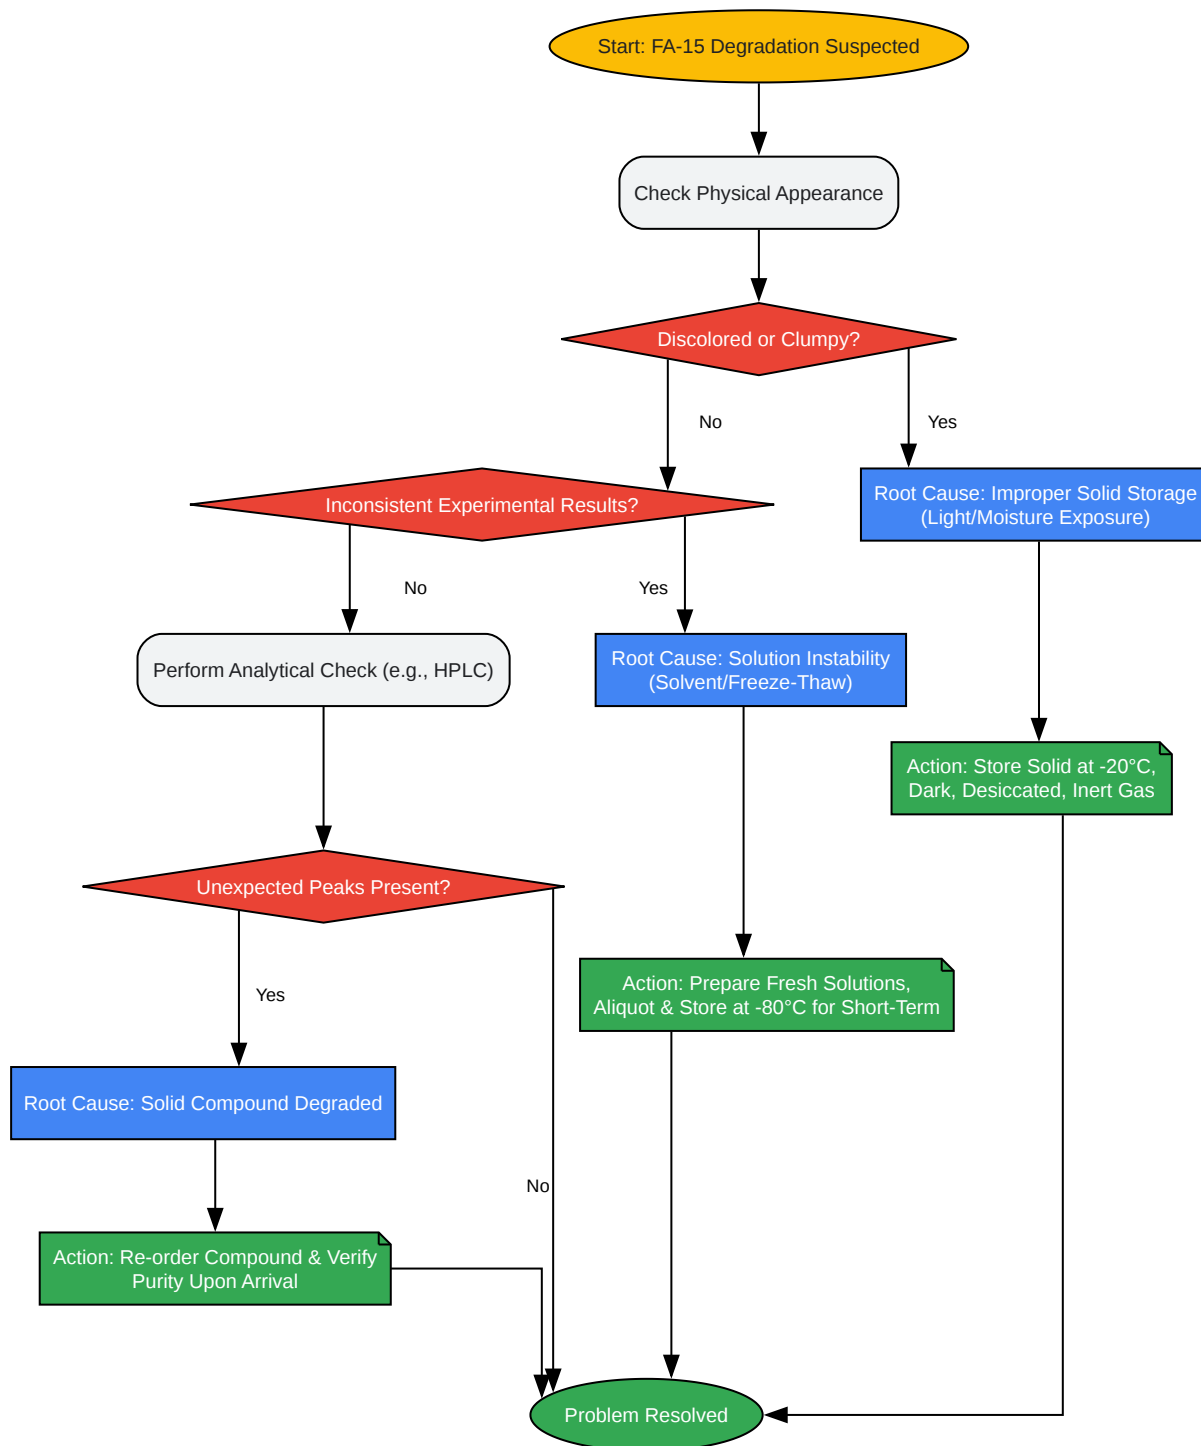 Start: FA-15 Degradation Suspected
Check Physical Appearance
Discolored or Clumpy?
No
Yes
Inconsistent Experimental Results?
Root Cause: Improper Solid Storage
(Light/Moisture Exposure)
No
Yes
Perform Analytical Check (e.g., HPLC)
Root Cause: Solution Instability
(Solvent/Freeze-Thaw)
Action: Store Solid at -20°C,
Dark, Desiccated, Inert Gas
Unexpected Peaks Present?
Yes
Action: Prepare Fresh Solutions,
Aliquot & Store at -80°C for Short-Term
Root Cause: Solid Compound Degraded
No
Action: Re-order Compound & Verify
Purity Upon Arrival
Problem Resolved